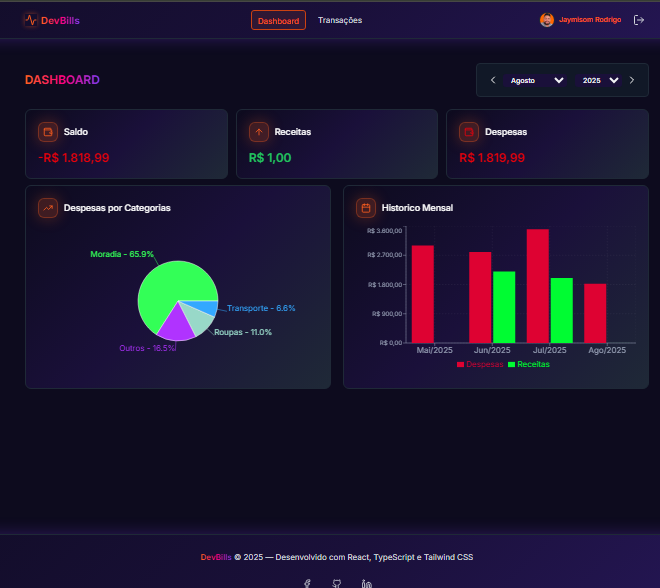 DevBills
Dashboard
Transações
Jaymisom Rodrigo
DASHBOARD
Agosto
2025
Saldo
-R$ 1.818,99
Receitas
R$ 1,00
Despesas
R$ 1.819,99
Despesas por Categorias
Moradia - 65.9%
Transporte - 6.6%
Roupas - 11.0%
Outros - 16.5%
Historico Mensal
R$ 3.600,00
R$ 2.700,00
R$ 1.800,00
R$ 900,00
R$ 0,00
Mai/2025
Jun/2025
Jul/2025
Ago/2025
Despesas
Receitas
DevBills © 2025 — Desenvolvido com React, TypeScript e Tailwind CSS